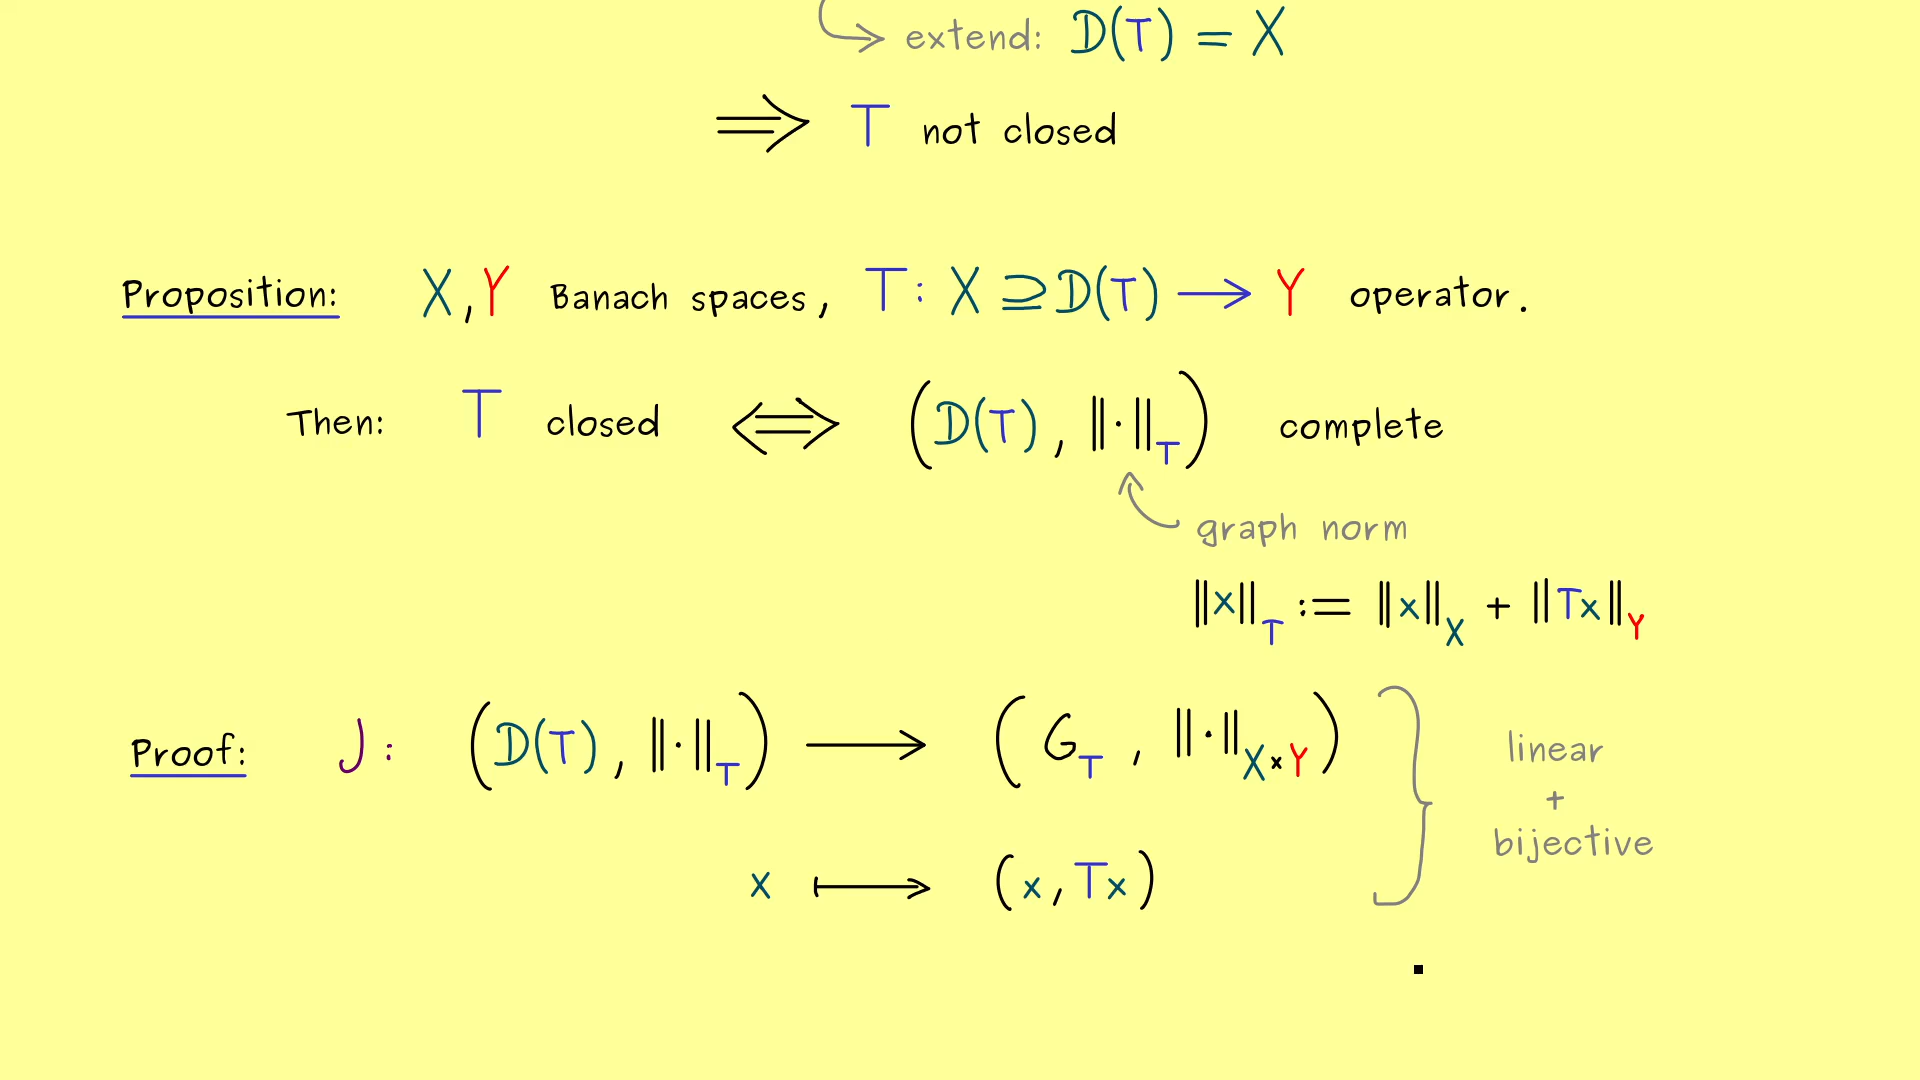 extend: D(T) = X
⟹ T not closed
Proposition: X, Y Banach spaces, T: X ⊇ D(T) ⟶ Y operator.
Then: T closed ⟺ (D(T), ‖·‖_T) complete
graph norm
‖x‖_T := ‖x‖_X + ‖Tx‖_Y
Proof: J: (D(T), ‖·‖_T) ⟶ (G_T, ‖·‖_{X×Y})
x ⟼ (x, Tx)
linear
+
bijective